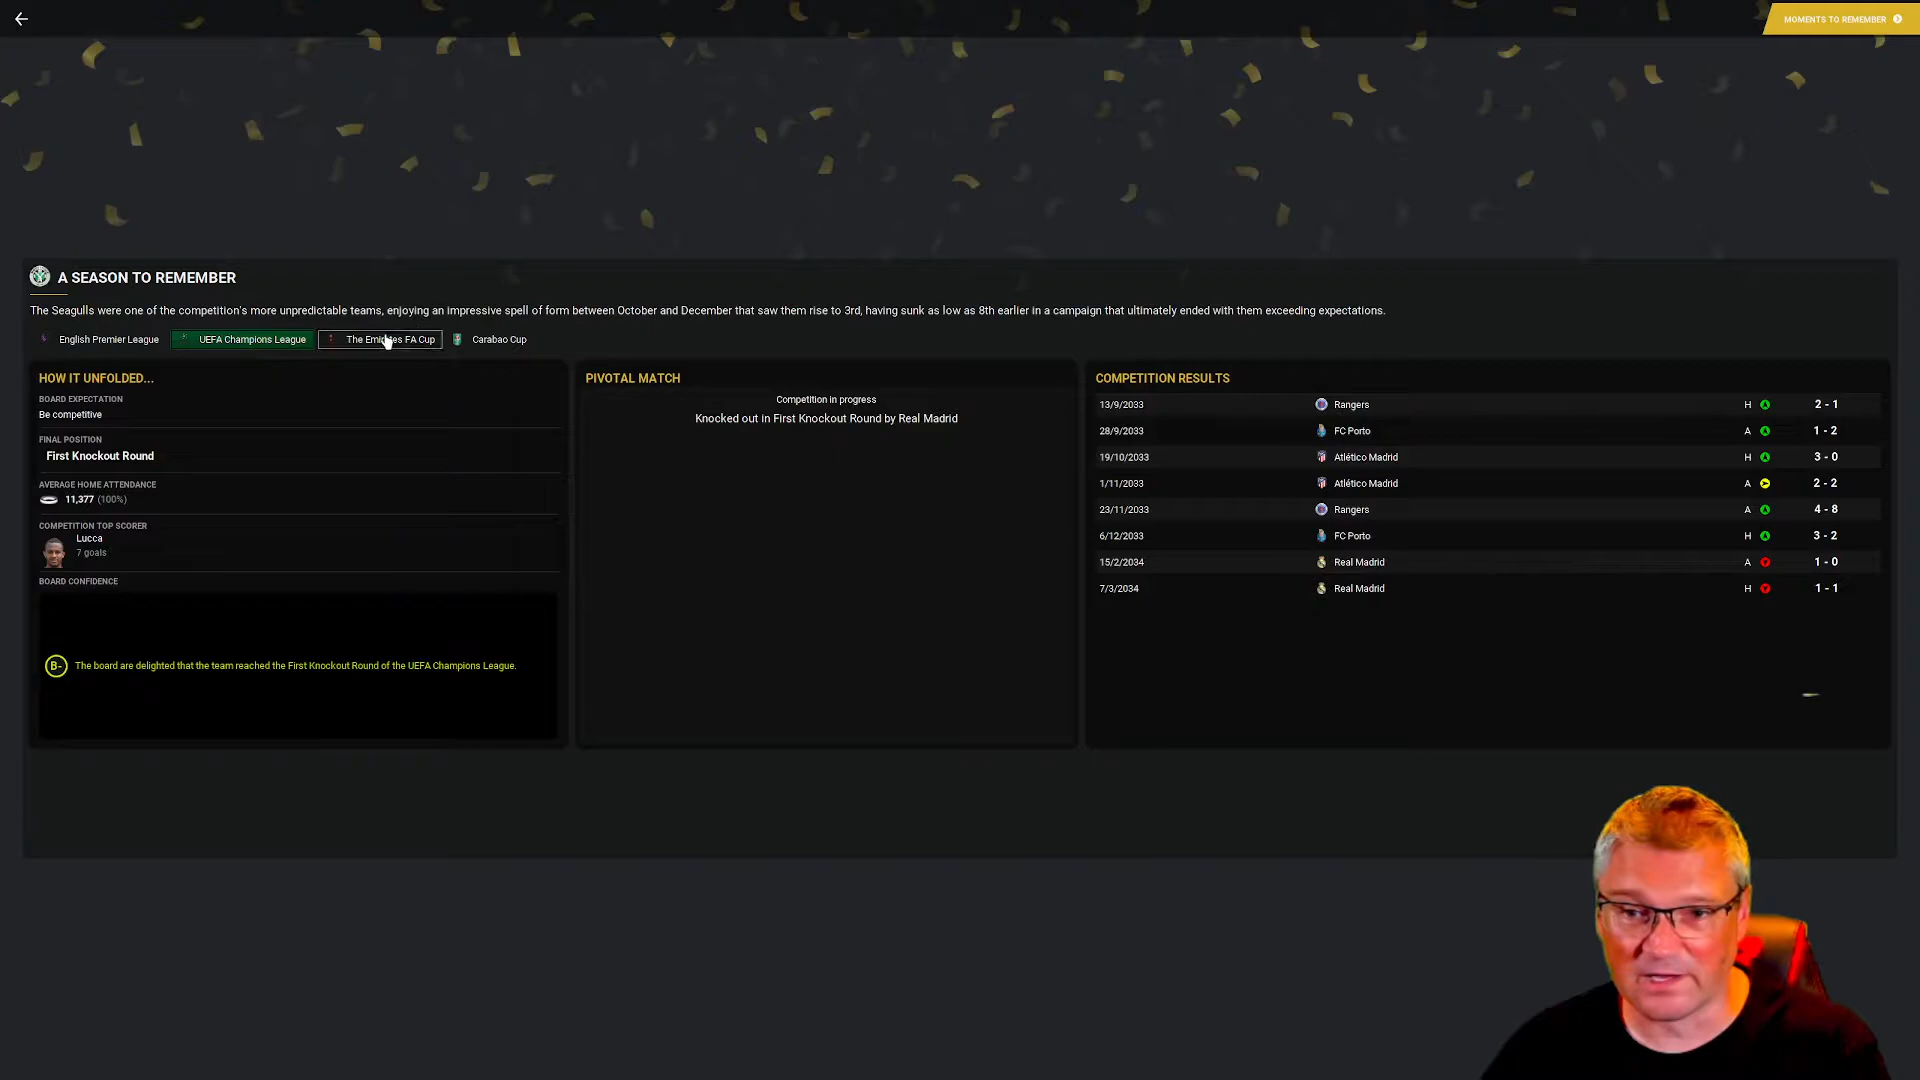 MOMENTS TO REMEMBER
A SEASON TO REMEMBER
The Seagulls were one of the competition's more unpredictable teams, enjoying an impressive spell of form between October and December that saw them rise to 3rd, having sunk as low as 8th earlier in a campaign that ultimately ended with them exceeding expectations.
English Premier League UEFA Champions League The Emirates FA Cup Carabao Cup
HOW IT UNFOLDED...
BOARD EXPECTATION
Be competitive
FINAL POSITION
First Knockout Round
AVERAGE HOME ATTENDANCE
11,377 (100%)
COMPETITION TOP SCORER
Lucca
7 goals
BOARD CONFIDENCE
B- The board are delighted that the team reached the First Knockout Round of the UEFA Champions League.
PIVOTAL MATCH
Competition in progress
Knocked out in First Knockout Round by Real Madrid
COMPETITION RESULTS
13/9/2033 Rangers H 2 - 1
28/9/2033 FC Porto A 1 - 2
19/10/2033 Atlético Madrid H 3 - 0
1/11/2033 Atlético Madrid A 2 - 2
23/11/2033 Rangers A 4 - 8
6/12/2033 FC Porto H 3 - 2
15/2/2034 Real Madrid A 1 - 0
7/3/2034 Real Madrid H 1 - 1